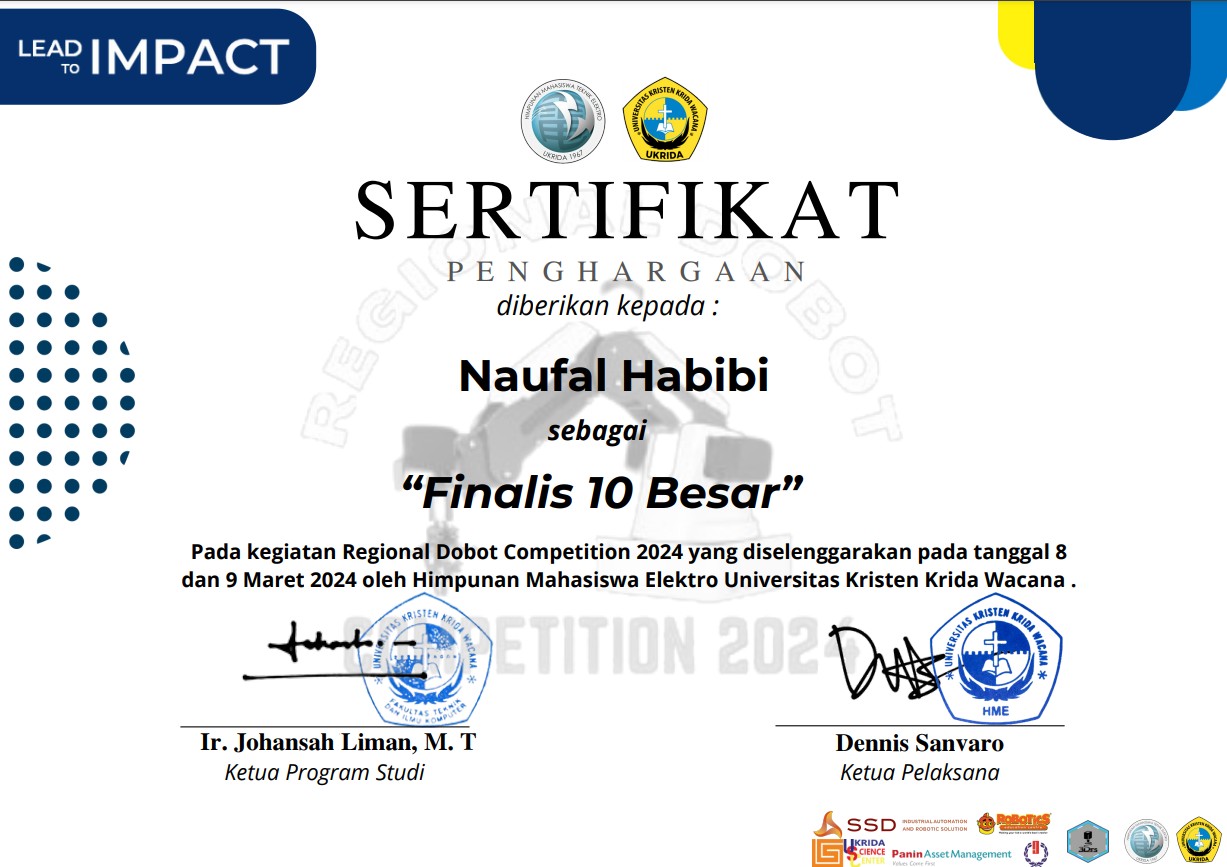 LEAD
TO IMPACT
HIMPUNAN MAHASISWA TEKNIK ELEKTRO
UKRIDA 1967
UNIVERSITAS KRISTEN KRIDA WACANA
UKRIDA
SERTIFIKAT
PENGHARGAAN
diberikan kepada :
REGIONAL DOBOT
Naufal Habibi
sebagai
“Finalis 10 Besar”
Pada kegiatan Regional Dobot Competition 2024 yang diselenggarakan pada tanggal 8
dan 9 Maret 2024 oleh Himpunan Mahasiswa Elektro Universitas Kristen Krida Wacana .
COMPETITION 2024
UNIVERSITAS KRISTEN KRIDA WACANA
FAKULTAS TEKNIK
DAN ILMU KOMPUTER
UNIVERSITAS KRISTEN KRIDA WACANA
HME
Ir. Johansah Liman, M. T
Ketua Program Studi
Dennis Sanvaro
Ketua Pelaksana
SSD
INDUSTRIAL AUTOMATION
AND ROBOTIC SOLUTION
ROBOTICS
UKRIDA
SCIENCE
CENTER
Panin Asset Management
Values Come First
UKRIDA